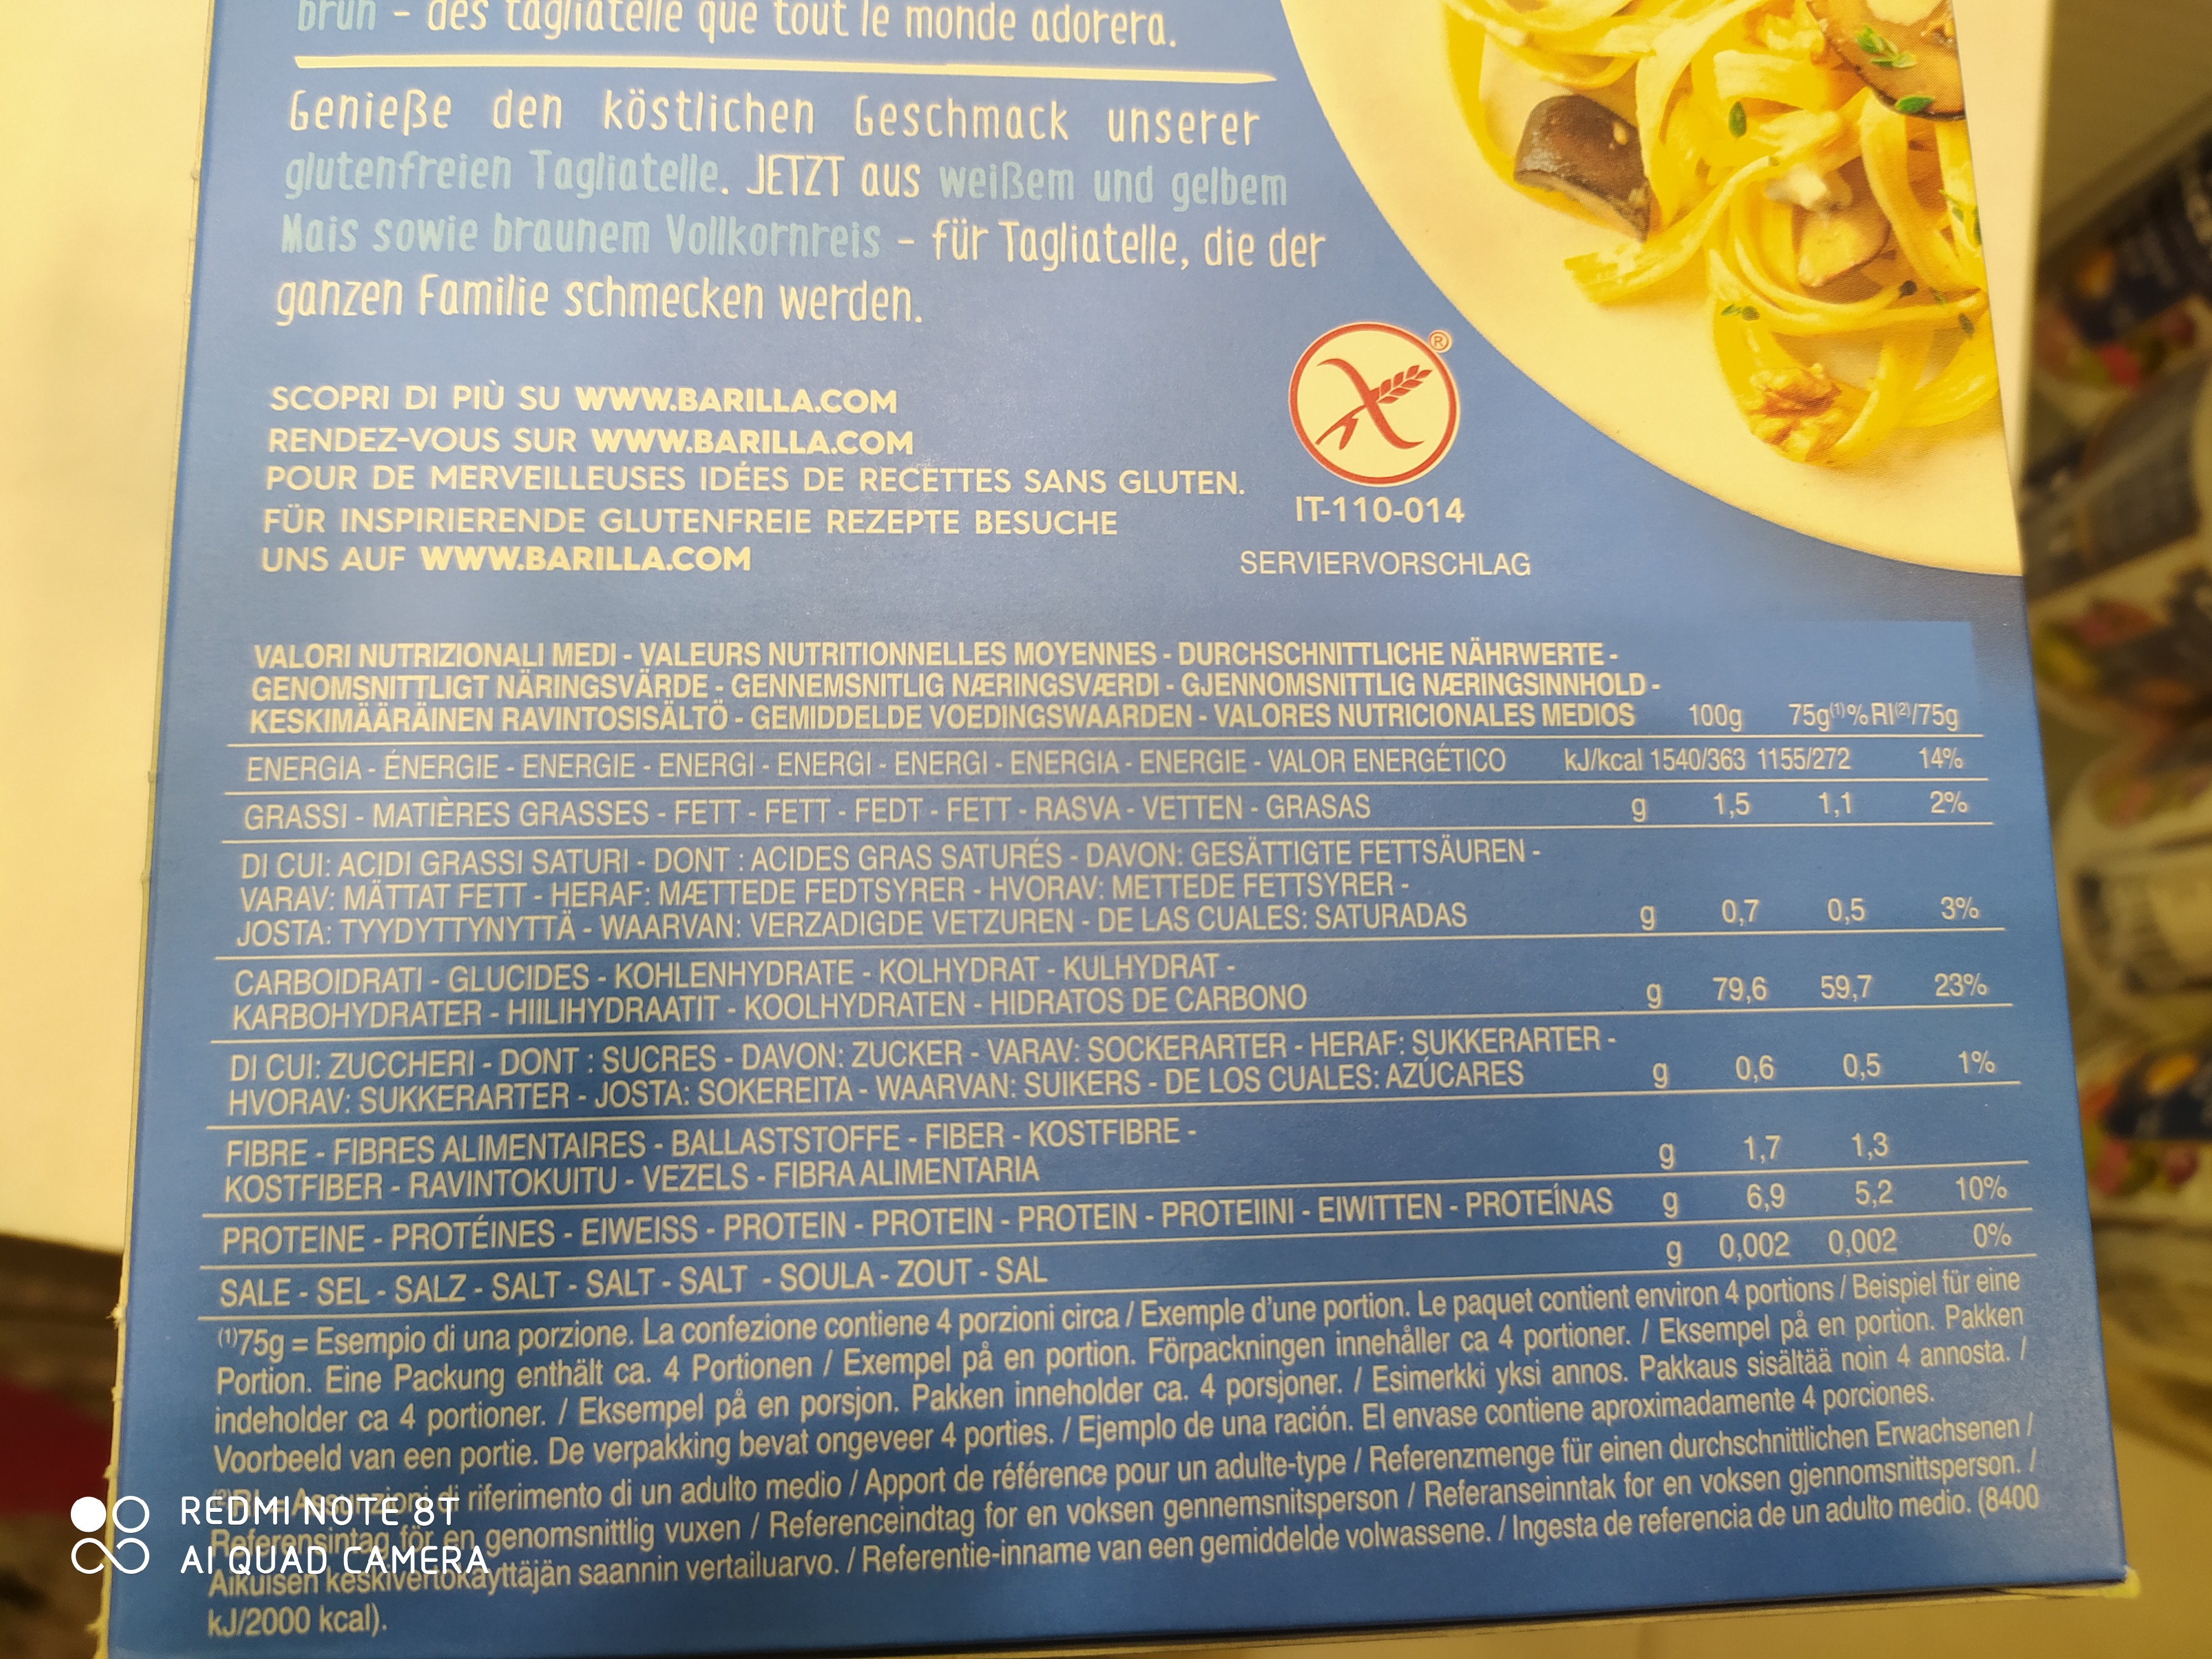 brun - des tagliatelle que tout le monde adorera.
Genieße den köstlichen Geschmack unserer
glutenfreien Tagliatelle. JETZT aus weißem und gelbem
Mais sowie braunem Vollkornreis - für Tagliatelle, die der
ganzen Familie schmecken werden.
SCOPRI DI PIÙ SU WWW.BARILLA.COM
RENDEZ-VOUS SUR WWW.BARILLA.COM
POUR DE MERVEILLEUSES IDÉES DE RECETTES SANS GLUTEN.
FÜR INSPIRIERENDE GLUTENFREIE REZEPTE BESUCHE
UNS AUF WWW.BARILLA.COM
®
IT-110-014
SERVIERVORSCHLAG
VALORI NUTRIZIONALI MEDI - VALEURS NUTRITIONNELLES MOYENNES - DURCHSCHNITTLICHE NÄHRWERTE -
GENOMSNITTLIGT NÄRINGSVÄRDE - GENNEMSNITLIG NÆRINGSVÆRDI - GJENNOMSNITTLIG NÆRINGSINNHOLD -
KESKIMÄÄRÄINEN RAVINTOSISÄLTÖ - GEMIDDELDE VOEDINGSWAARDEN - VALORES NUTRICIONALES MEDIOS 100g 75g(1) % RI(2)/75g
ENERGIA - ÉNERGIE - ENERGIE - ENERGI - ENERGI - ENERGI - ENERGIA - ENERGIE - VALOR ENERGÉTICO kJ/kcal 1540/363 1155/272 14%
GRASSI - MATIÈRES GRASSES - FETT - FETT - FEDT - FETT - RASVA - VETTEN - GRASAS g 1,5 1,1 2%
DI CUI: ACIDI GRASSI SATURI - DONT : ACIDES GRAS SATURÉS - DAVON: GESÄTTIGTE FETTSÄUREN -
VARAV: MÄTTAT FETT - HERAF: MÆTTEDE FEDTSYRER - HVORAV: METTEDE FETTSYRER -
JOSTA: TYYDYTTYNYTTÄ - WAARVAN: VERZADIGDE VETZUREN - DE LAS CUALES: SATURADAS g 0,7 0,5 3%
CARBOIDRATI - GLUCIDES - KOHLENHYDRATE - KOLHYDRAT - KULHYDRAT -
KARBOHYDRATER - HIILIHYDRAATIT - KOOLHYDRATEN - HIDRATOS DE CARBONO g 79,6 59,7 23%
DI CUI: ZUCCHERI - DONT : SUCRES - DAVON: ZUCKER - VARAV: SOCKERARTER - HERAF: SUKKERARTER -
HVORAV: SUKKERARTER - JOSTA: SOKEREITA - WAARVAN: SUIKERS - DE LOS CUALES: AZÚCARES g 0,6 0,5 1%
FIBRE - FIBRES ALIMENTAIRES - BALLASTSTOFFE - FIBER - KOSTFIBRE -
KOSTFIBER - RAVINTOKUITU - VEZELS - FIBRA ALIMENTARIA g 1,7 1,3
PROTEINE - PROTÉINES - EIWEISS - PROTEIN - PROTEIN - PROTEIN - PROTEIINI - EIWITTEN - PROTEÍNAS g 6,9 5,2 10%
SALE - SEL - SALZ - SALT - SALT - SALT - SOULA - ZOUT - SAL g 0,002 0,002 0%
(1)75g = Esempio di una porzione. La confezione contiene 4 porzioni circa / Exemple d'une portion. Le paquet contient environ 4 portions / Beispiel für eine
Portion. Eine Packung enthält ca. 4 Portionen / Exempel på en portion. Förpackningen innehåller ca 4 portioner. / Eksempel på en portion. Pakken
indeholder ca 4 portioner. / Eksempel på en porsjon. Pakken inneholder ca. 4 porsjoner. / Esimerkki yksi annos. Pakkaus sisältää noin 4 annosta. /
Voorbeeld van een portie. De verpakking bevat ongeveer 4 porties. / Ejemplo de una ración. El envase contiene aproximadamente 4 porciones.
di riferimento di un adulto medio / Apport de référence pour un adulte-type / Referenzmenge für einen durchschnittlichen Erwachsenen /
Referensintag för en genomsnittlig vuxen / Referenceindtag for en voksen gennemsnitsperson / Referanseinntak for en voksen gjennomsnittsperson. /
Aikuisen keskivertokäyttäjän saannin vertailuarvo. / Referentie-inname van een gemiddelde volwassene. / Ingesta de referencia de un adulto medio. (8400
kJ/2000 kcal).
REDMI NOTE 8T
AI QUAD CAMERA